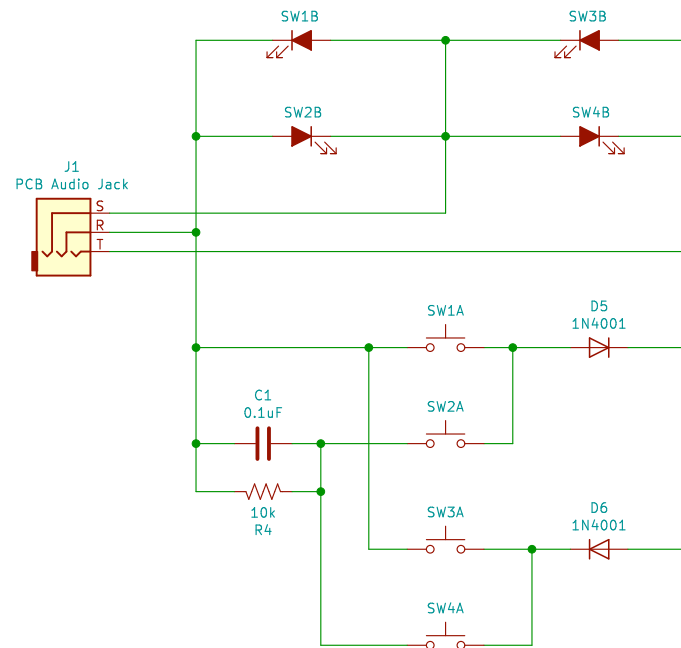 SW1B
SW3B
SW2B
SW4B
J1
PCB Audio Jack
S
R
T
D5
1N4001
SW1A
C1
0.1uF
SW2A
10k
R4
SW3A
D6
1N4001
SW4A